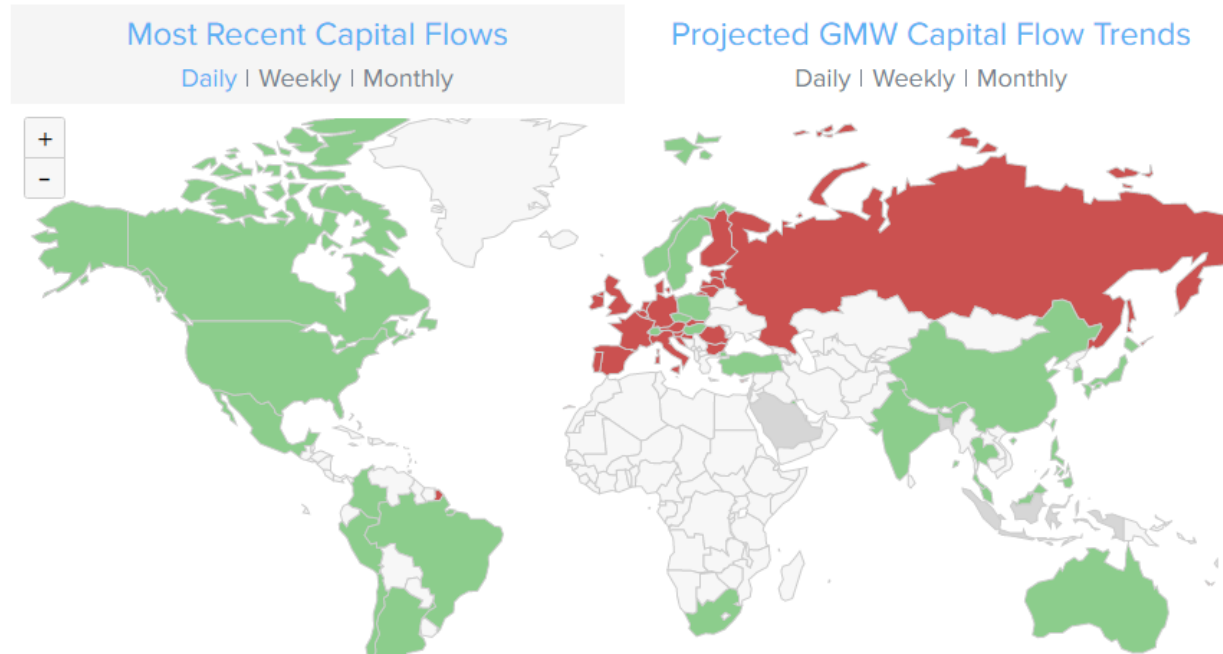 Most Recent Capital Flows
Daily | Weekly | Monthly
Projected GMW Capital Flow Trends
Daily | Weekly | Monthly
+
−